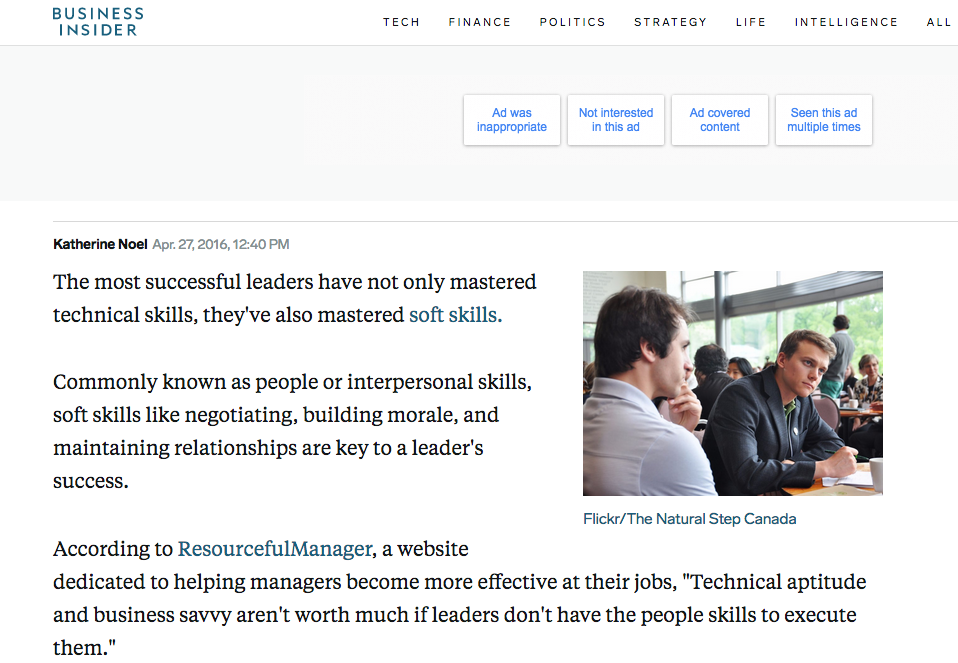 BUSINESS
INSIDER
TECH FINANCE POLITICS STRATEGY LIFE INTELLIGENCE ALL
Ad was
inappropriate
Not interested
in this ad
Ad covered
content
Seen this ad
multiple times
Katherine Noel Apr. 27, 2016, 12:40 PM
The most successful leaders have not only mastered
technical skills, they've also mastered soft skills.
Commonly known as people or interpersonal skills,
soft skills like negotiating, building morale, and
maintaining relationships are key to a leader's
success.
Flickr/The Natural Step Canada
According to ResourcefulManager, a website
dedicated to helping managers become more effective at their jobs, "Technical aptitude
and business savvy aren't worth much if leaders don't have the people skills to execute
them."